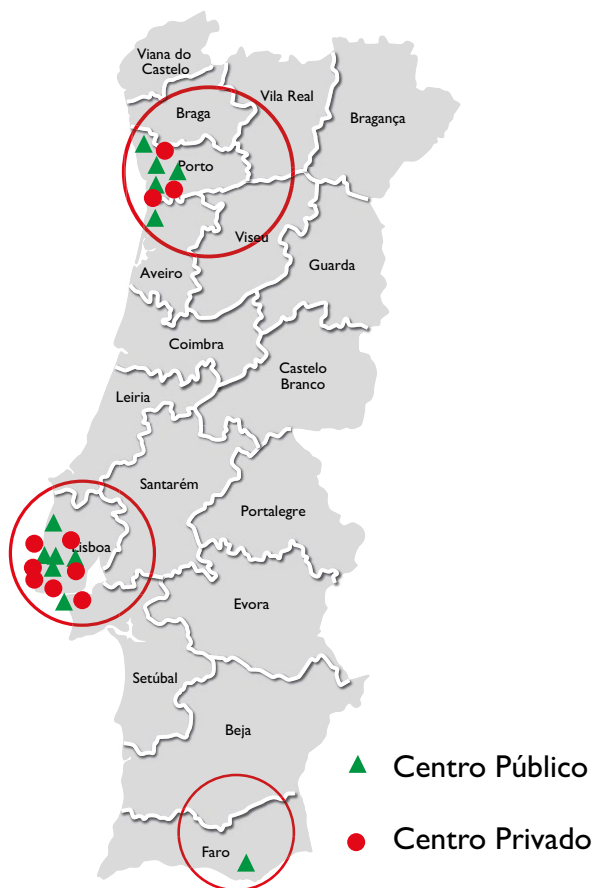 Viana do
Castelo
Vila Real
Braga
Bragança
Porto
Viseu
Guarda
Aveiro
Coimbra
Castelo
Branco
Leiria
Santarém
Portalegre
Lisboa
Evora
Setúbal
Beja
Centro Público
Centro Privado
Faro